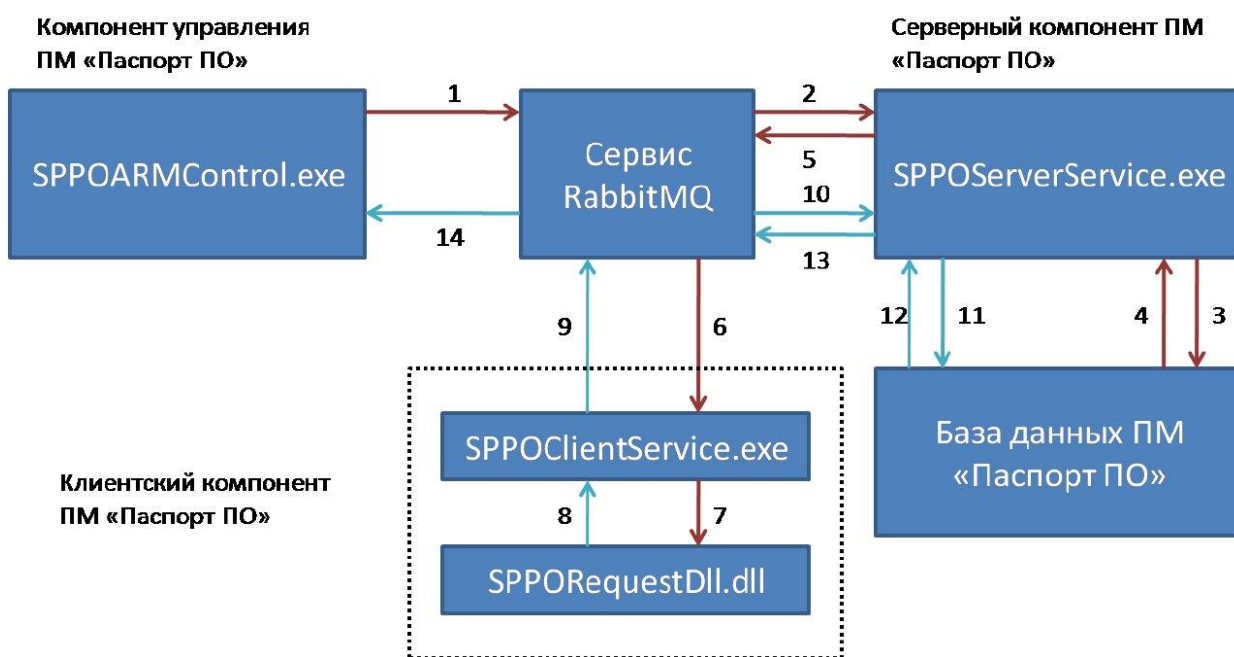 Компонент управления
ПМ «Паспорт ПО»
Серверный компонент ПМ
«Паспорт ПО»
SPPOARMControl.exe
1
Сервис
RabbitMQ
2
5
10
13
SPPOServerService.exe
14
9
6
12
11
4
3
SPPOClientService.exe
База данных ПМ
«Паспорт ПО»
Клиентский компонент
ПМ «Паспорт ПО»
8
7
SPPORequestDll.dll